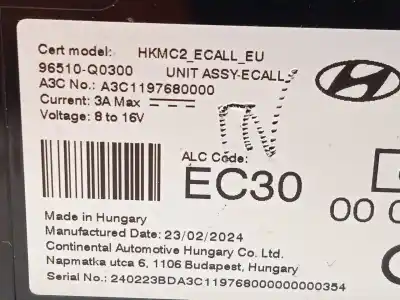 Cert model: HKMC2_ECALL_EU
96510-Q0300 UNIT ASSY-ECALL
A3C No.: A3C1197680000
Current: 3A Max
Voltage: 8 to 16V
ALC Code:
EC30
00 0
Made in Hungary
Manufactured Date: 23/02/2024
Continental Automotive Hungary Co. Ltd.
Napmatka utca 6, 1106 Budapest, Hungary
Serial No.: 240223BDA3C1197680000000000354